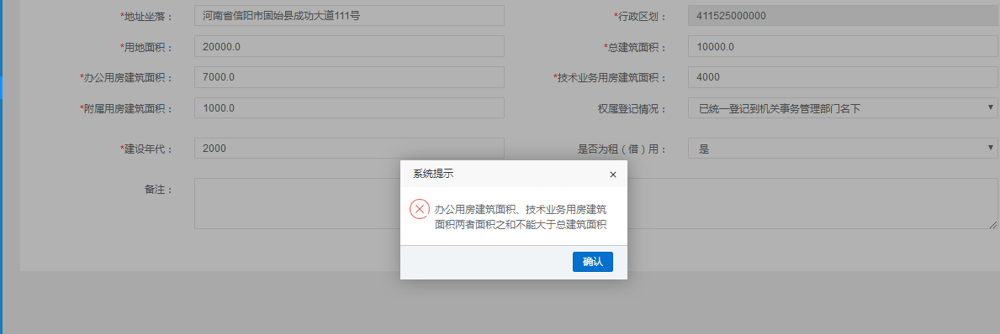 *地址坐落： 河南省信阳市固始县成功大道111号 *行政区划： 411525000000
*用地面积： 20000.0 *总建筑面积： 10000.0
*办公用房建筑面积： 7000.0 *技术业务用房建筑面积： 4000
*附属用房建筑面积： 1000.0 权属登记情况： 已统一登记到机关事务管理部门名下
*建设年代： 2000 是否为租（借）用： 是
备注：
系统提示 ×
办公用房建筑面积、技术业务用房建筑
面积两者面积之和不能大于总建筑面积
确认